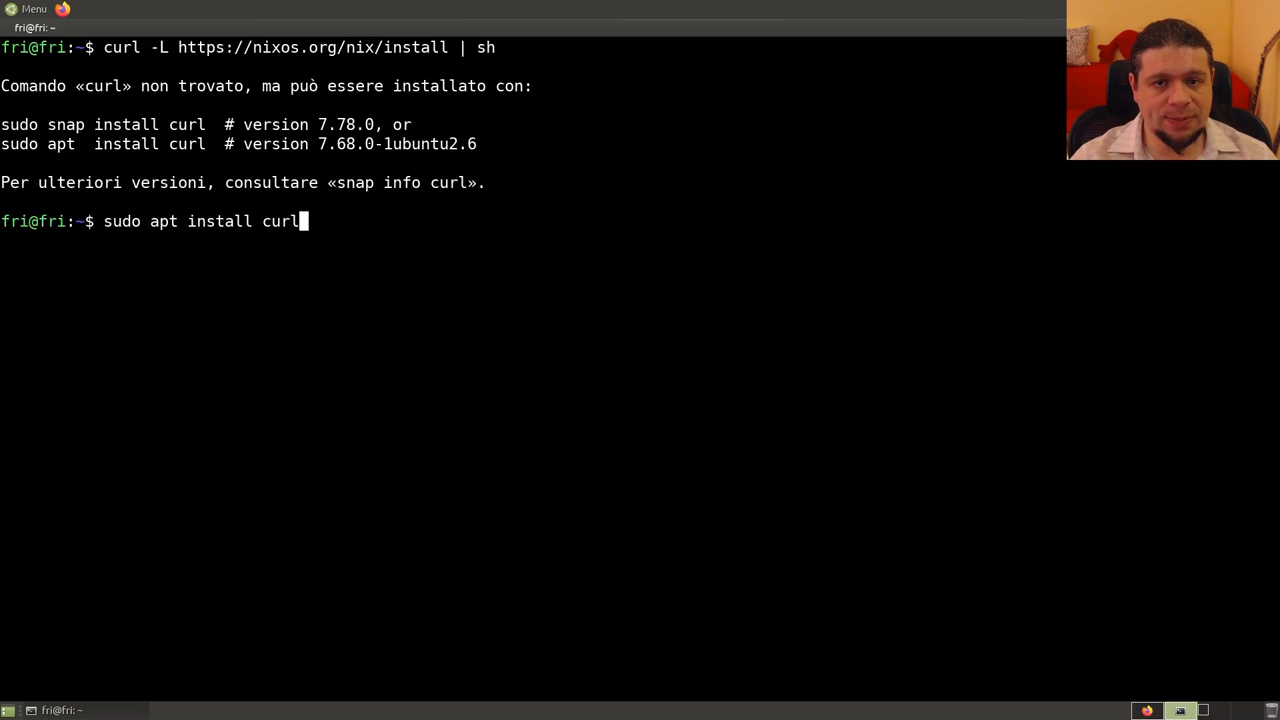 Menu
fri@fri: ~
fri@fri:~$ curl -L https://nixos.org/nix/install | sh
Comando «curl» non trovato, ma può essere installato con:
sudo snap install curl  # version 7.78.0, or
sudo apt  install curl  # version 7.68.0-1ubuntu2.6
Per ulteriori versioni, consultare «snap info curl».
fri@fri:~$ sudo apt install curl
fri@fri: ~